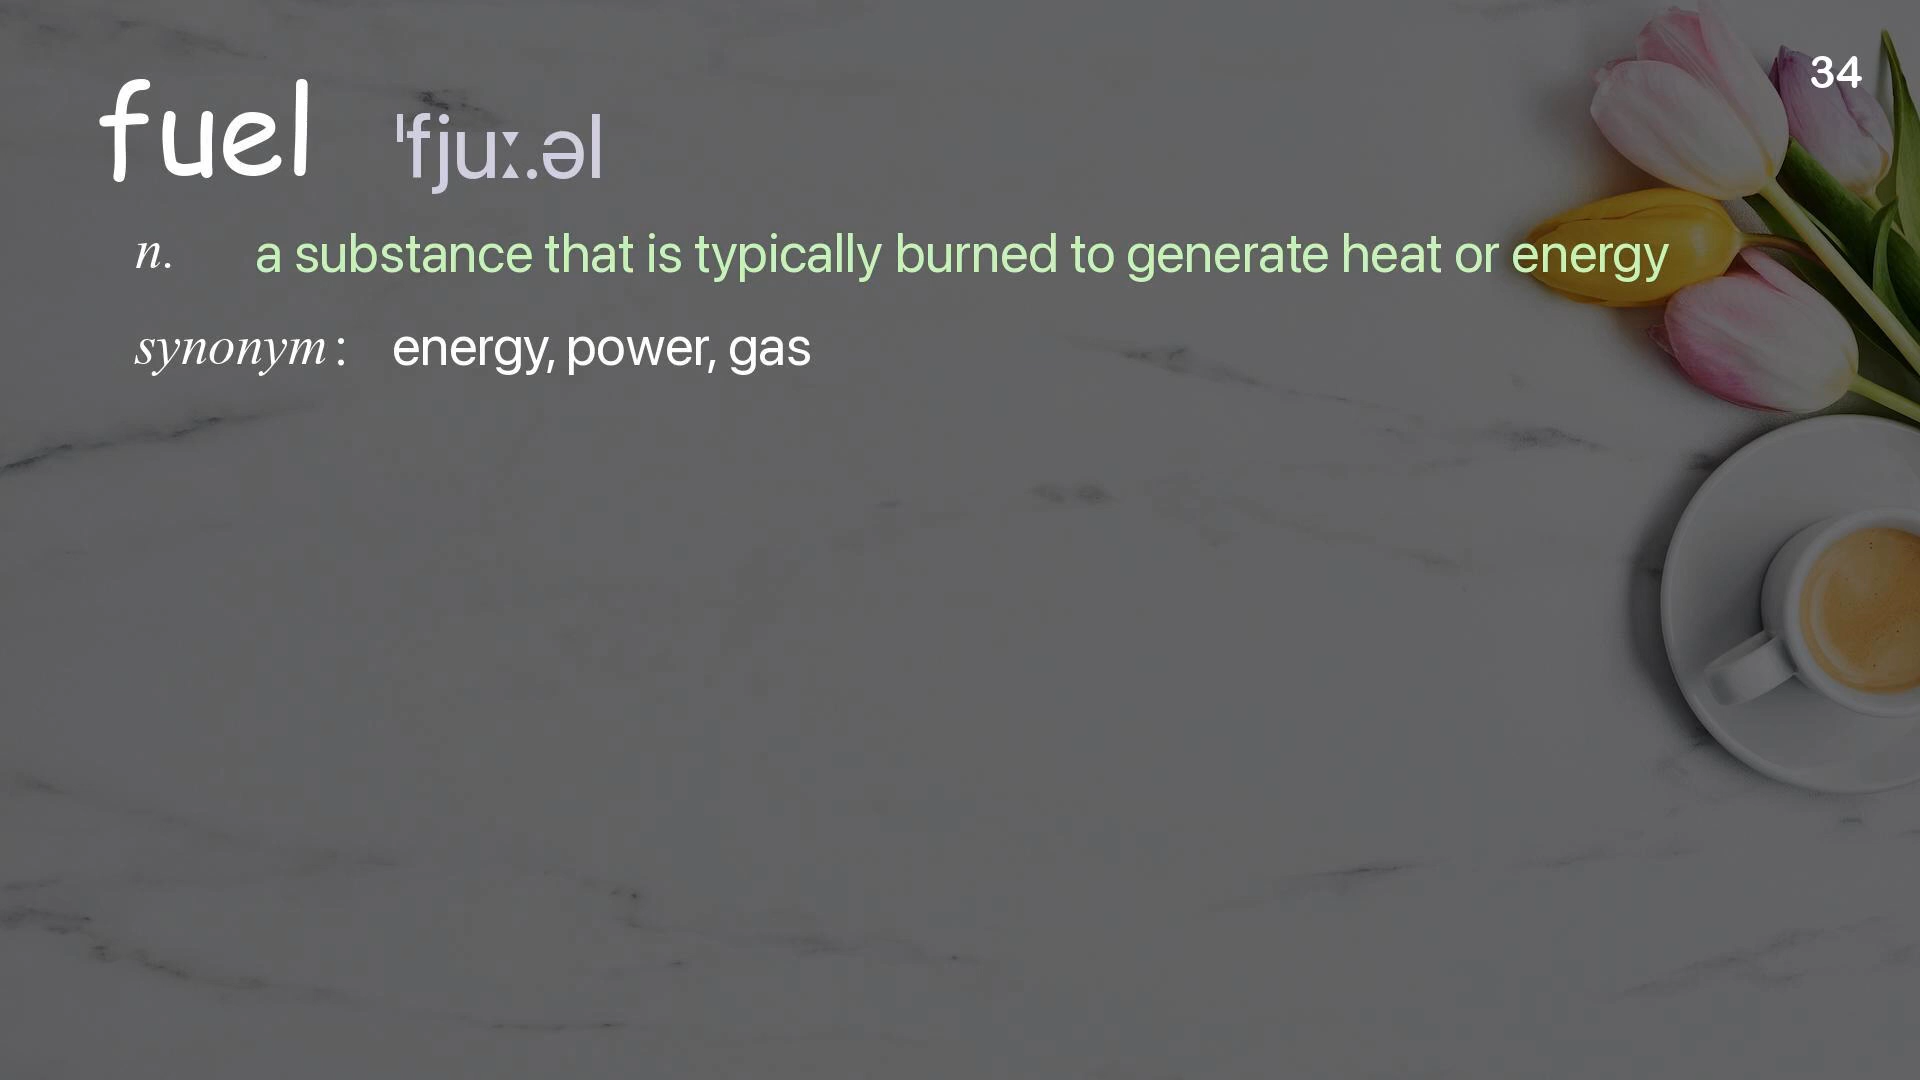 34
fuel ˈfjuː.əl
n. a substance that is typically burned to generate heat or energy
synonym: energy, power, gas